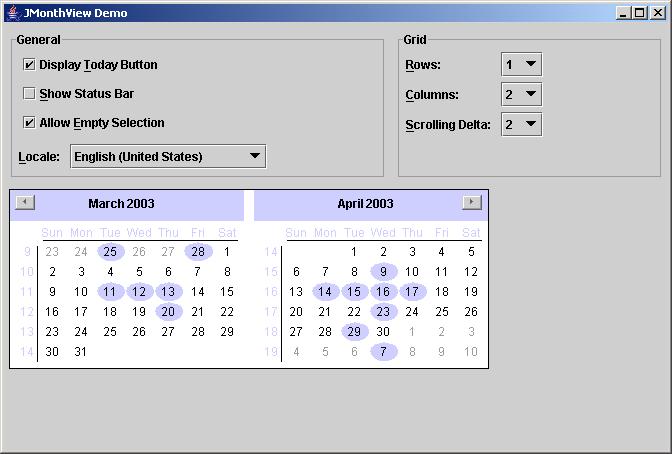 JMonthView Demo
General
Display Today Button
Show Status Bar
Allow Empty Selection
Locale: English (United States)
Grid
Rows: 1
Columns: 2
Scrolling Delta: 2
March 2003
Sun Mon Tue Wed Thu Fri Sat
9 23 24 25 26 27 28 1
10 2 3 4 5 6 7 8
11 9 10 11 12 13 14 15
12 16 17 18 19 20 21 22
13 23 24 25 26 27 28 29
14 30 31
April 2003
Sun Mon Tue Wed Thu Fri Sat
14 1 2 3 4 5
15 6 7 8 9 10 11 12
16 13 14 15 16 17 18 19
17 20 21 22 23 24 25 26
18 27 28 29 30 1 2 3
19 4 5 6 7 8 9 10